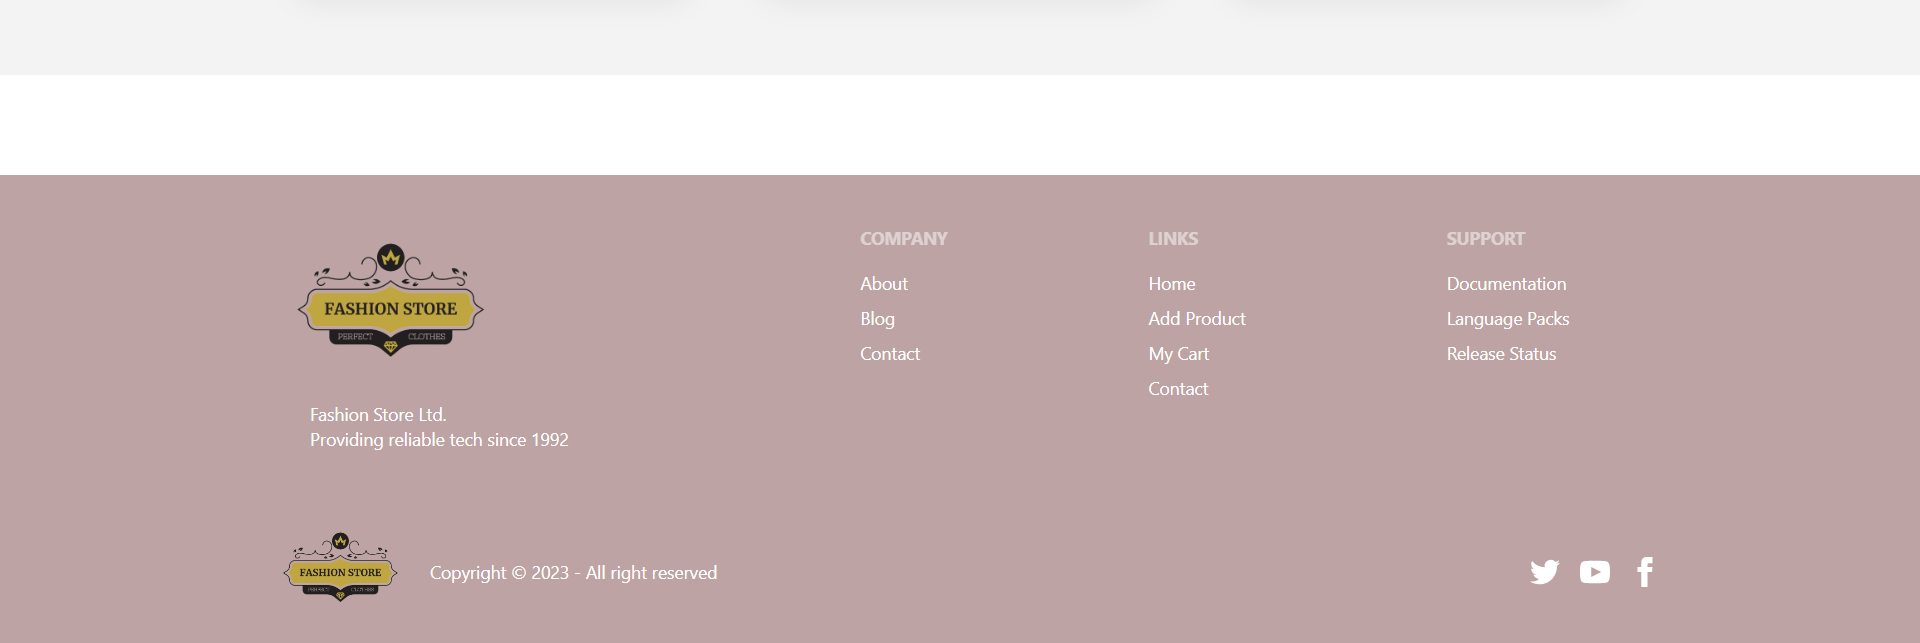 FASHION STORE
PERFECT CLOTHES
Fashion Store Ltd.
Providing reliable tech since 1992
COMPANY
About
Blog
Contact
LINKS
Home
Add Product
My Cart
Contact
SUPPORT
Documentation
Language Packs
Release Status
FASHION STORE
PERFECT CLOTHES
Copyright © 2023 - All right reserved